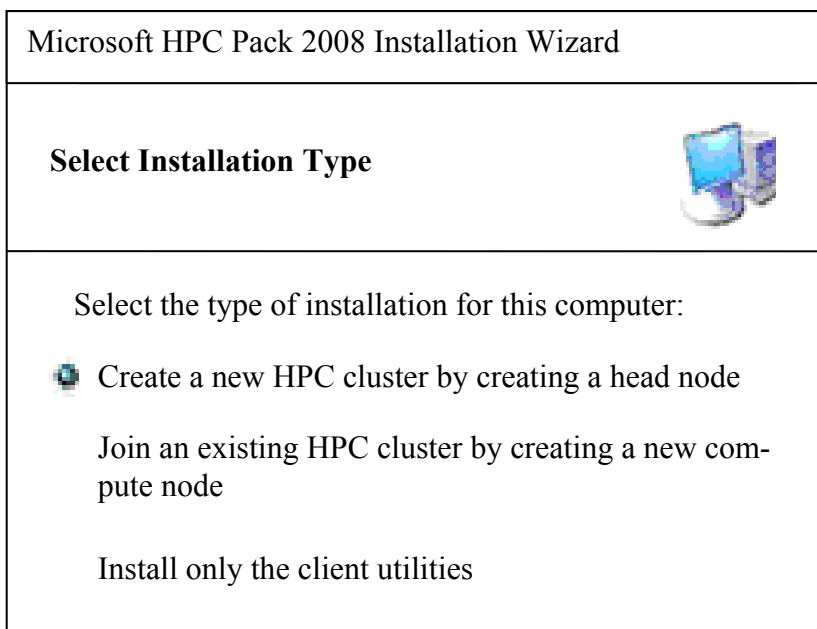 Microsoft HPC Pack 2008 Installation Wizard
Select Installation Type
Select the type of installation for this computer:
Create a new HPC cluster by creating a head node
Join an existing HPC cluster by creating a new com-
pute node
Install only the client utilities